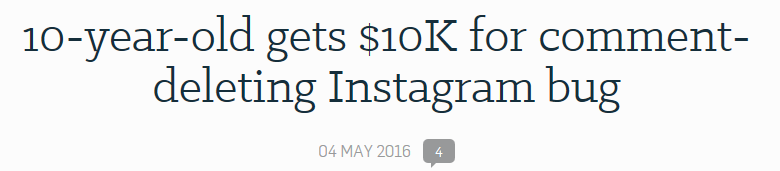 10-year-old gets $10K for comment-
deleting Instagram bug
04 MAY 2016 4